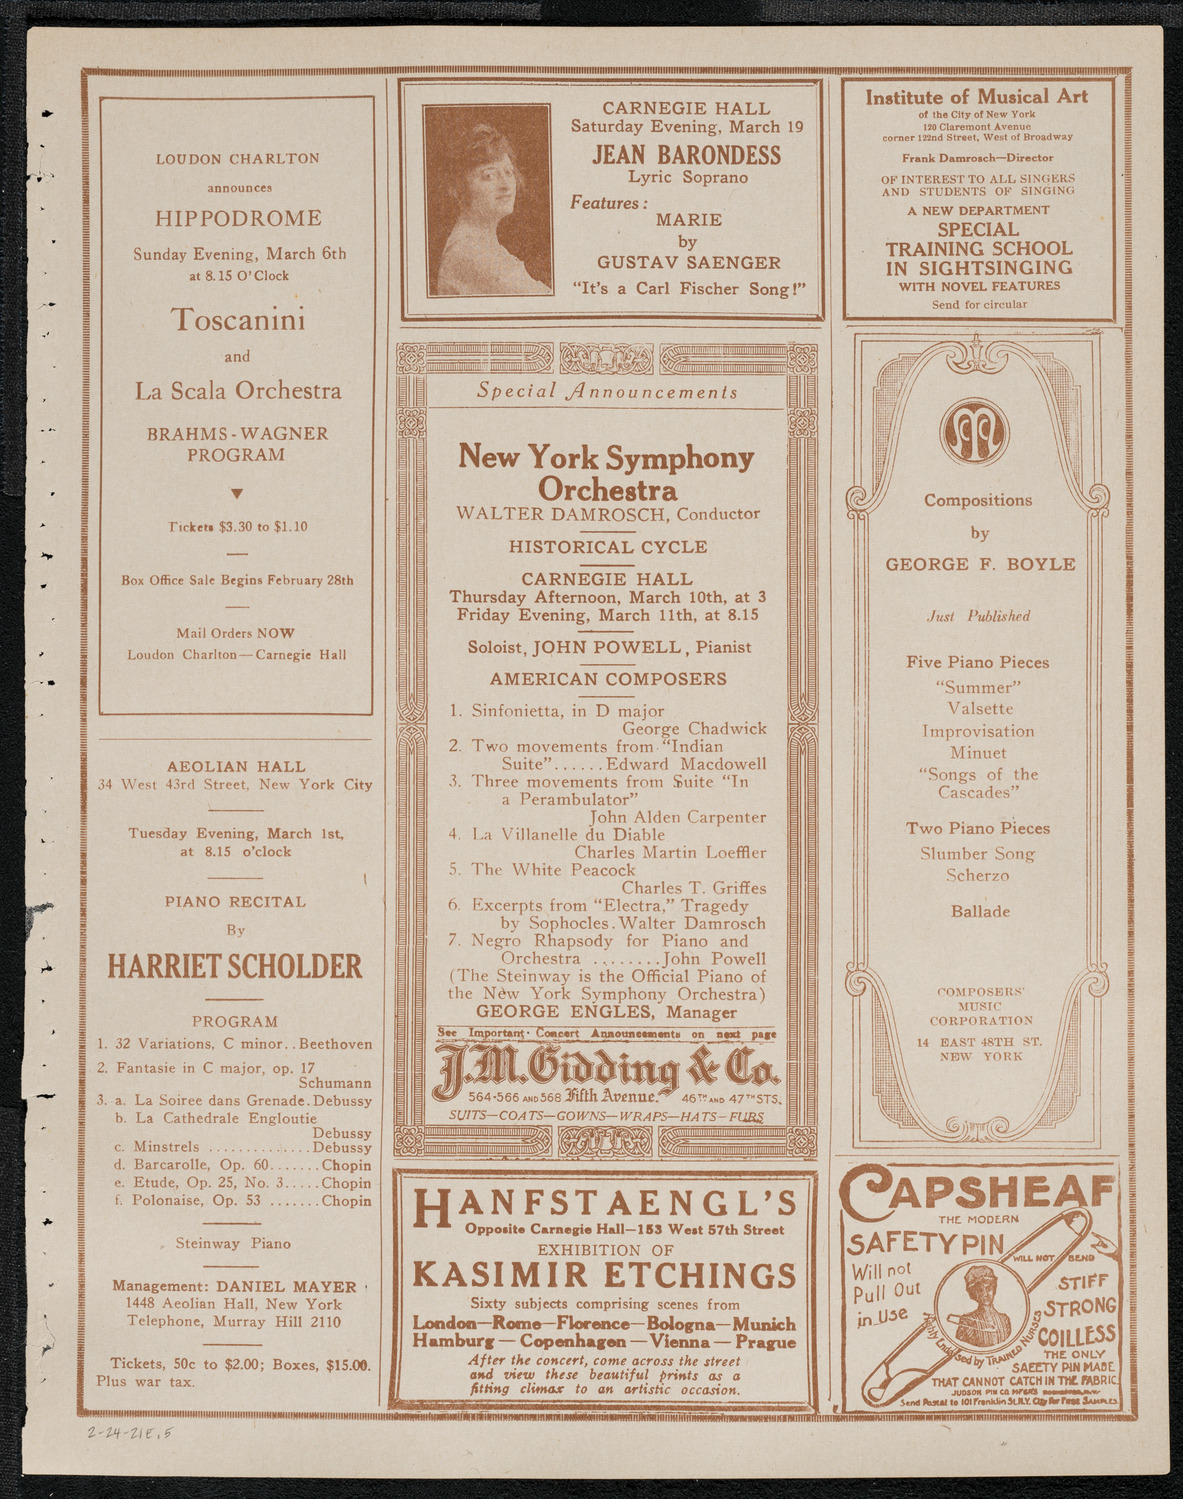 LOUDON CHARLTON
announces
HIPPODROME
Sunday Evening, March 6th
at 8.15 O'Clock
Toscanini
and
La Scala Orchestra
BRAHMS-WAGNER
PROGRAM
Tickets $3.30 to $1.10
Box Office Sale Begins February 28th
Mail Orders NOW
Loudon Charlton—Carnegie Hall
AEOLIAN HALL
34 West 43rd Street, New York City
Tuesday Evening, March 1st,
at 8.15 o'clock
PIANO RECITAL
By
HARRIET SCHOLDER
PROGRAM
1. 32 Variations, C minor..Beethoven
2. Fantasie in C major, op. 17
Schumann
3. a. La Soiree dans Grenade.Debussy
b. La Cathedrale Engloutie
Debussy
c. Minstrels ..............Debussy
d. Barcarolle, Op. 60.......Chopin
e. Etude, Op. 25, No. 3.....Chopin
f. Polonaise, Op. 53 .......Chopin
Steinway Piano
Management: DANIEL MAYER
1448 Aeolian Hall, New York
Telephone, Murray Hill 2110
Tickets, 50c to $2.00; Boxes, $15.00.
Plus war tax.
CARNEGIE HALL
Saturday Evening, March 19
JEAN BARONDESS
Lyric Soprano
Features:
MARIE
by
GUSTAV SAENGER
"It's a Carl Fischer Song!"
Special Announcements
New York Symphony
Orchestra
WALTER DAMROSCH, Conductor
HISTORICAL CYCLE
CARNEGIE HALL
Thursday Afternoon, March 10th, at 3
Friday Evening, March 11th, at 8.15
Soloist, JOHN POWELL, Pianist
AMERICAN COMPOSERS
1. Sinfonietta, in D major
George Chadwick
2. Two movements from "Indian
Suite"......Edward Macdowell
3. Three movements from Suite "In
a Perambulator"
John Alden Carpenter
4. La Villanelle du Diable
Charles Martin Loeffler
5. The White Peacock
Charles T. Griffes
6. Excerpts from "Electra," Tragedy
by Sophocles.Walter Damrosch
7. Negro Rhapsody for Piano and
Orchestra ........John Powell
(The Steinway is the Official Piano of
the New York Symphony Orchestra)
GEORGE ENGLES, Manager
See Important Concert Announcements on next page
J.M. Gidding & Co.
564-566 AND 568 Fifth Avenue. 46TH AND 47TH STS.
SUITS—COATS—GOWNS—WRAPS—HATS—FURS
HANFSTAENGL'S
Opposite Carnegie Hall—153 West 57th Street
EXHIBITION OF
KASIMIR ETCHINGS
Sixty subjects comprising scenes from
London—Rome—Florence—Bologna—Munich
Hamburg—Copenhagen—Vienna—Prague
After the concert, come across the street
and view these beautiful prints as a
fitting climax to an artistic occasion.
Institute of Musical Art
of the City of New York
120 Claremont Avenue
corner 122nd Street, West of Broadway
Frank Damrosch—Director
OF INTEREST TO ALL SINGERS
AND STUDENTS OF SINGING
A NEW DEPARTMENT
SPECIAL
TRAINING SCHOOL
IN SIGHTSINGING
WITH NOVEL FEATURES
Send for circular
Compositions
by
GEORGE F. BOYLE
Just Published
Five Piano Pieces
"Summer"
Valsette
Improvisation
Minuet
"Songs of the
Cascades"
Two Piano Pieces
Slumber Song
Scherzo
Ballade
COMPOSERS'
MUSIC
CORPORATION
14 EAST 48TH ST.
NEW YORK
CAPSHEAF
THE MODERN
SAFETY PIN
WILL NOT BEND
Will not
Pull Out
in Use
STIFF
STRONG
COILLESS
Highly Endorsed by TRAINED NURSES
THE ONLY
SAFETY PIN MADE
THAT CANNOT CATCH IN THE FABRIC.
JUDSON PIN CO. MFGRS
Send Postal to 101 Franklin St. N.Y. City for Free SAMPLES
2-24-21E.5